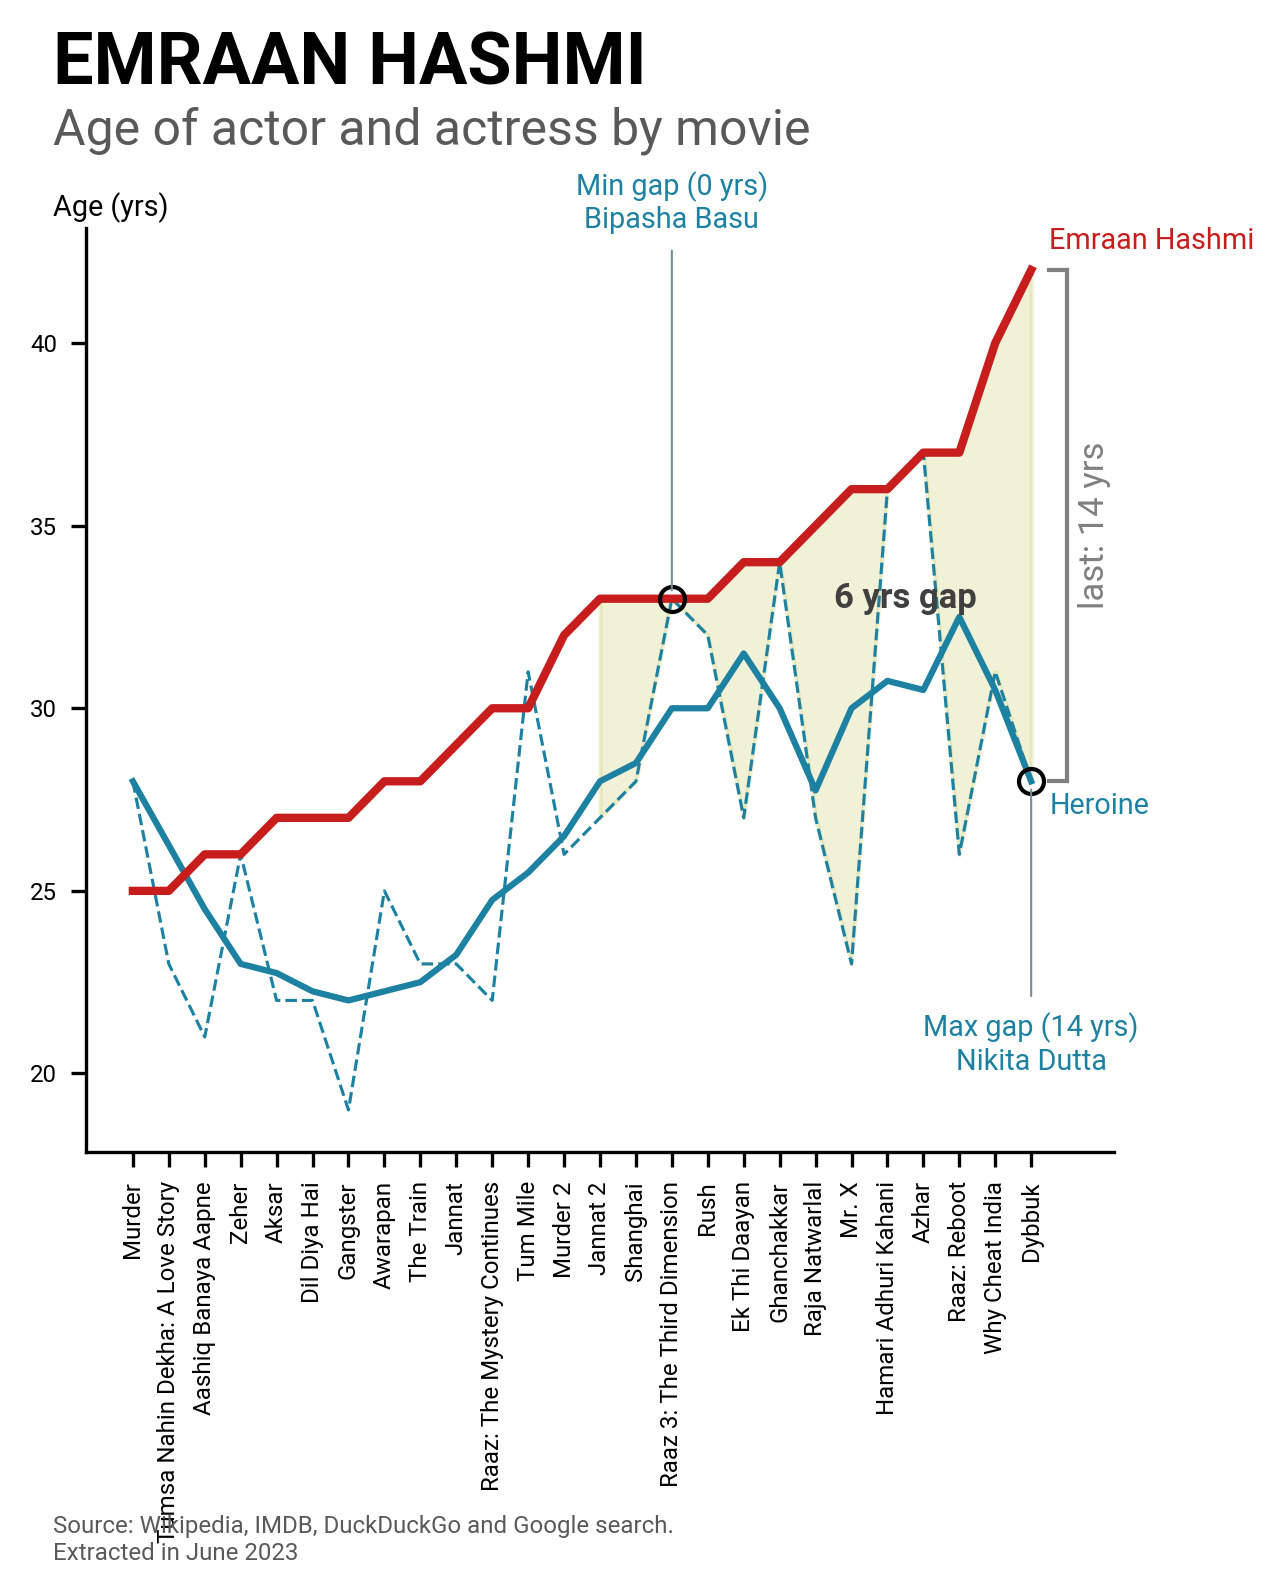 EMRAAN HASHMI
Age of actor and actress by movie
Min gap (0 yrs)
Bipasha Basu
Age (yrs)
Emraan Hashmi
40
35
30
25
20
6 yrs gap
last: 14 yrs
Heroine
Max gap (14 yrs)
Nikita Dutta
Murder
Tumsa Nahin Dekha: A Love Story
Aashiq Banaya Aapne
Zeher
Aksar
Dil Diya Hai
Gangster
Awarapan
The Train
Jannat
Raaz: The Mystery Continues
Tum Mile
Murder 2
Jannat 2
Shanghai
Raaz 3: The Third Dimension
Rush
Ek Thi Daayan
Ghanchakkar
Raja Natwarlal
Mr. X
Hamari Adhuri Kahani
Azhar
Raaz: Reboot
Why Cheat India
Dybbuk
Source: Wikipedia, IMDB, DuckDuckGo and Google search.
Extracted in June 2023